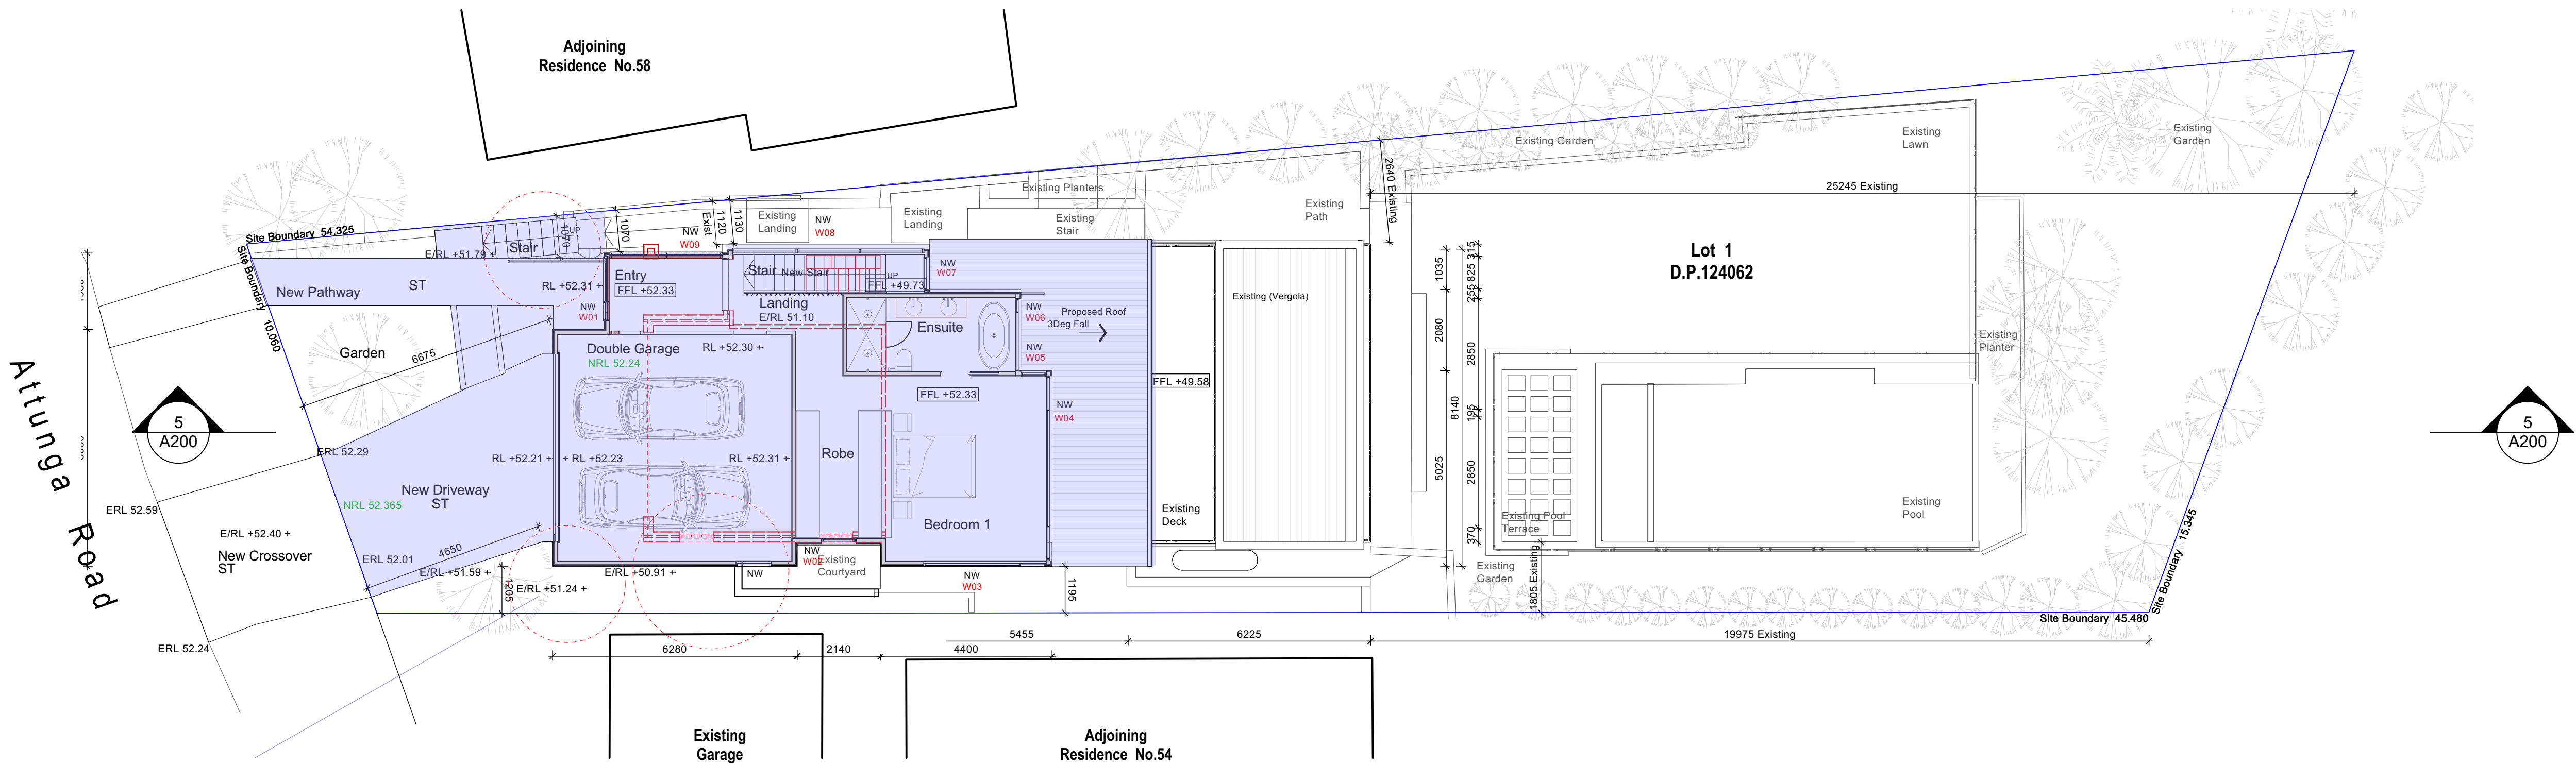 Adjoining
Residence No.58
Site Boundary 54.325
Site Boundary 10.060
Attunga Road
5
A200
New Pathway
ST
E/RL +51.79 +
Stair
UP
1070
1070
1120
Exist
1130
NW
W09
Existing
Landing
NW
W08
Existing
Landing
Existing Planters
Existing
Stair
Existing
Path
2640 Existing
Existing Garden
Existing
Lawn
Existing
Garden
25245 Existing
Lot 1
D.P.124062
Entry
FFL +52.33
RL +52.31 +
NW
W01
Stair
New Stair
UP
FFL +49.73
Landing
E/RL 51.10
NW
W07
NW
W06
NW
W05
Proposed Roof
3Deg Fall
Existing (Vergola)
Ensuite
Garden
6675
Double Garage
NRL 52.24
RL +52.30 +
FFL +52.33
FFL +49.58
NW
W04
Robe
Bedroom 1
RL +52.21 +
+ RL +52.23
RL +52.31 +
ERL 52.29
New Driveway
ST
NRL 52.365
ERL 52.59
E/RL +52.40 +
New Crossover
ST
ERL 52.01
4650
E/RL +51.59 +
E/RL +51.24 +
E/RL +50.91 +
1205
ERL 52.24
NW
W02
NW
Existing
Courtyard
NW
W03
1195
Existing
Deck
1035
2080
5025
8140
315
825
255
2850
195
2850
370
1805 Existing
Existing
Garden
Existing Pool
Terrace
Existing
Pool
Existing
Planter
5
A200
Site Boundary 15.345
Site Boundary 45.480
6280
2140
4400
5455
6225
19975 Existing
Existing
Garage
Adjoining
Residence No.54